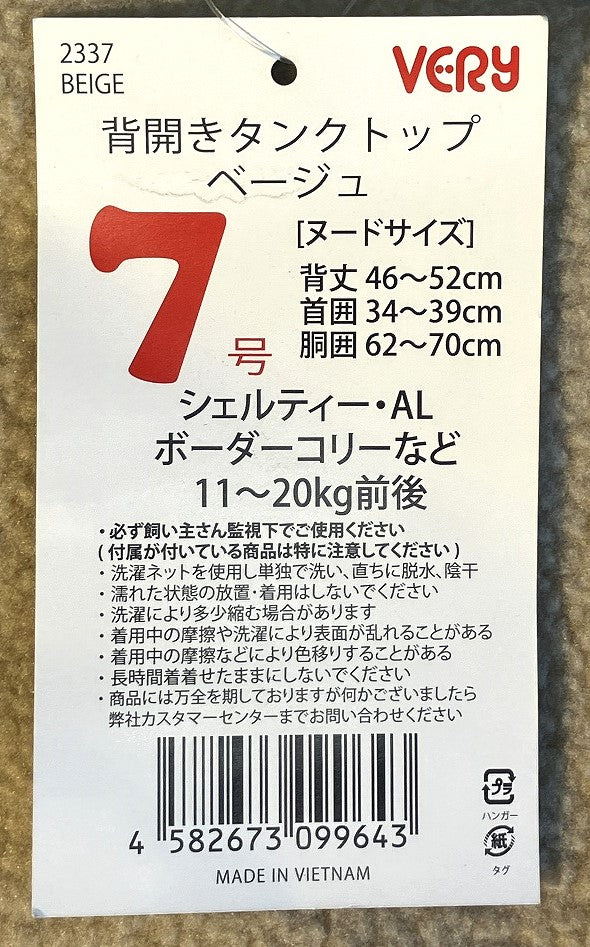 2337
BEIGE
VERY
背開きタンクトップ
ベージュ
7号
[ヌードサイズ]
背丈 46〜52cm
首囲 34〜39cm
胴囲 62〜70cm
シェルティー・AL
ボーダーコリーなど
11〜20kg前後
・必ず飼い主さん監視下でご使用ください
( 付属が付いている商品は特に注意してください )
・洗濯ネットを使用し単独で洗い、直ちに脱水、陰干
・濡れた状態の放置・着用はしないでください
・洗濯により多少縮む場合があります
・着用中の摩擦や洗濯により表面が乱れることがある
・着用中の摩擦などにより色移りすることがある
・長時間着着せたままにしないでください
・商品には万全を期しておりますが何かございましたら
弊社カスタマーセンターまでお問い合わせください
4 582673 099643
MADE IN VIETNAM
プラ
ハンガー
紙
タグ